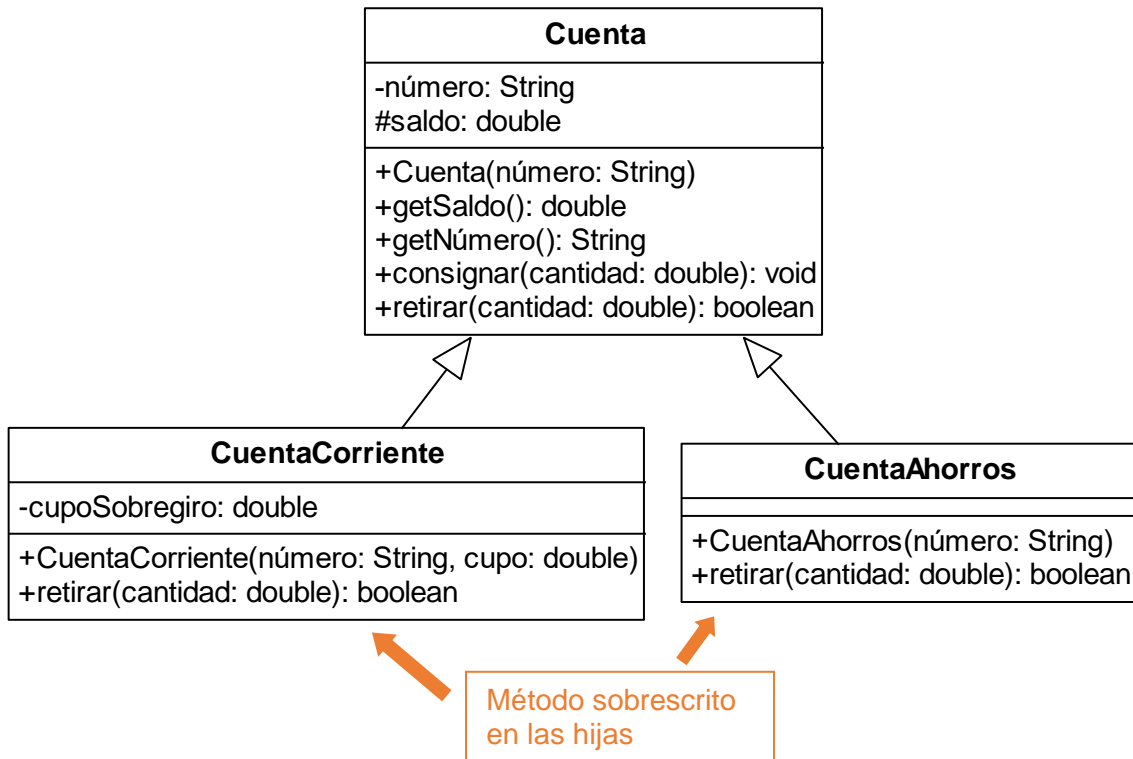 Cuenta
-número: String
#saldo: double
+Cuenta(número: String)
+getSaldo(): double
+getNúmero(): String
+consignar(cantidad: double): void
+retirar(cantidad: double): boolean
CuentaCorriente
-cupoSobregiro: double
+CuentaCorriente(número: String, cupo: double)
+retirar(cantidad: double): boolean
CuentaAhorros
+CuentaAhorros(número: String)
+retirar(cantidad: double): boolean
Método sobrescrito
en las hijas